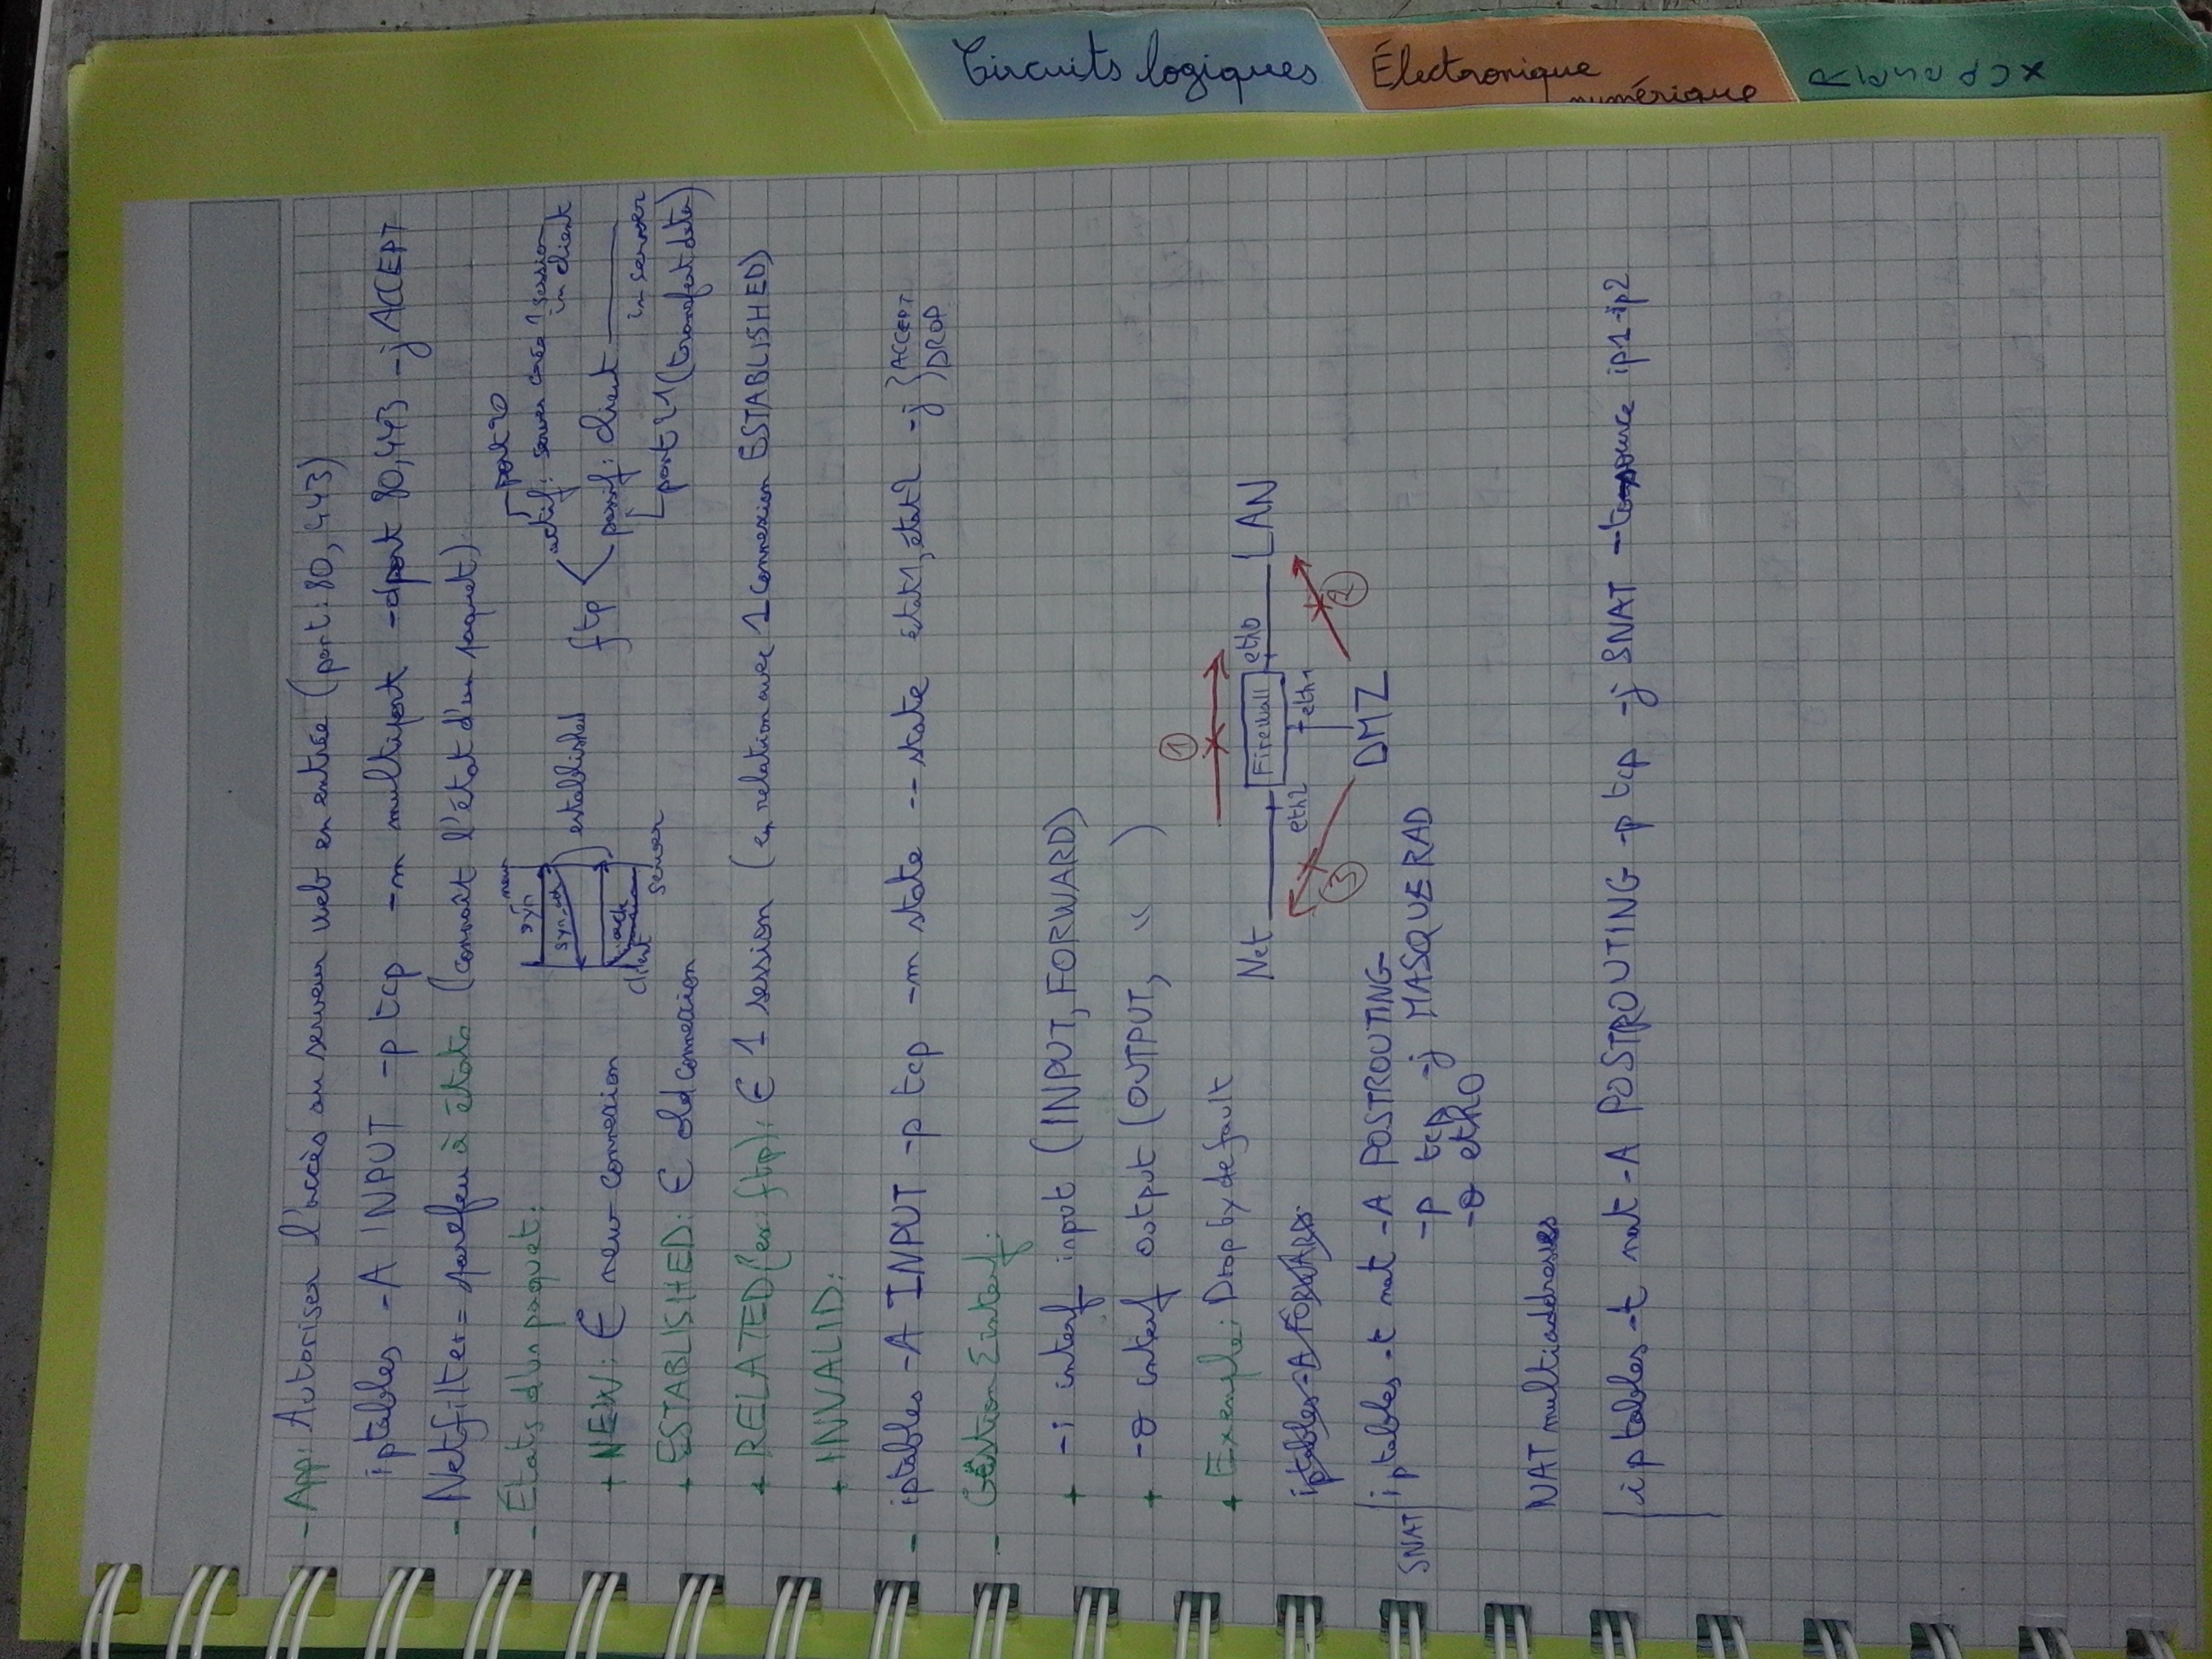 - App: Autoriser l'accès au serveur web en entrée (port: 80, 443)
iptables -A INPUT -p tcp -m multiport -dport 80,443 -j ACCEPT
- Netfilter = parefeu à états (connaît l'état d'un paquet)
- États d'un paquet:
new
syn
syn_ack
ack
established
client
server
ftp
port 20
actif: server crée 1 session
in client
passif: client
in server
port 21 (transfert data)
+ NEW: ∈ new connexion
+ ESTABLISHED: ∈ old connexion
+ RELATED (ex: ftp): ∈ 1 session (en relation avec 1 connexion ESTABLISHED)
+ INVALID:
- iptables -A INPUT -p tcp -m state --state état1, état2 -j } ACCEPT
DROP
- Gestion Σ interf:
+ -i interf input (INPUT, FORWARD)
+ -o interf output (OUTPUT, " )
+ Exemple: Drop by default
1
Net
Firewall
eth0
LAN
eth2
eth1
3
2
DMZ
iptables -A FORWARD
SNAT
iptables -t nat -A POSTROUTING
-p tcp -j MASQUERAD
-o eth0
NAT multiaddresses
iptables -t nat -A POSTROUTING -p tcp -j SNAT --to-source ip1-ip2
Circuits logiques
Électronique
numérique